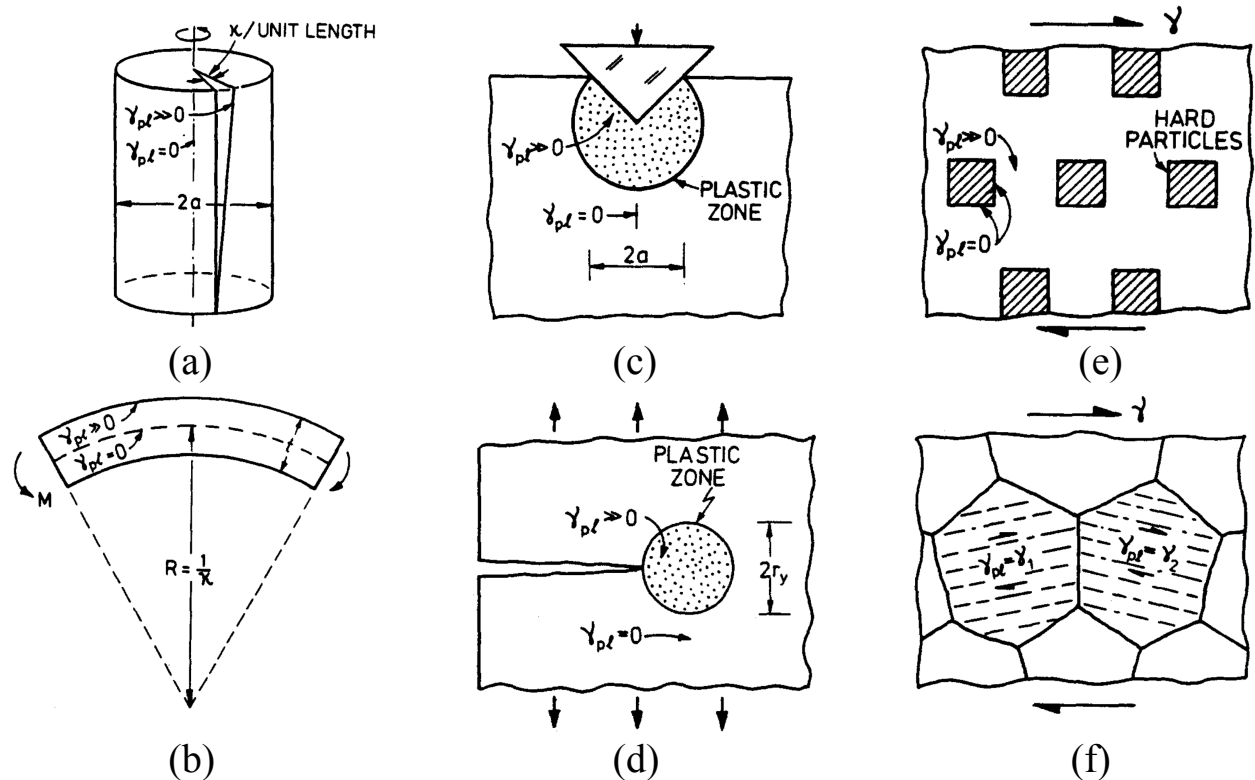 ϰ/UNIT LENGTH
γpl≫0
γpl=0
2a
(a)
γpl≫0
γpl=0
M
R=1/ϰ
(b)
γpl≫0
PLASTIC
ZONE
γpl=0
2a
(c)
PLASTIC
ZONE
γpl≫0
2ry
γpl=0
(d)
γ
γpl≫0
HARD
PARTICLES
γpl=0
(e)
γ
γpl=γ1
γpl=γ2
(f)